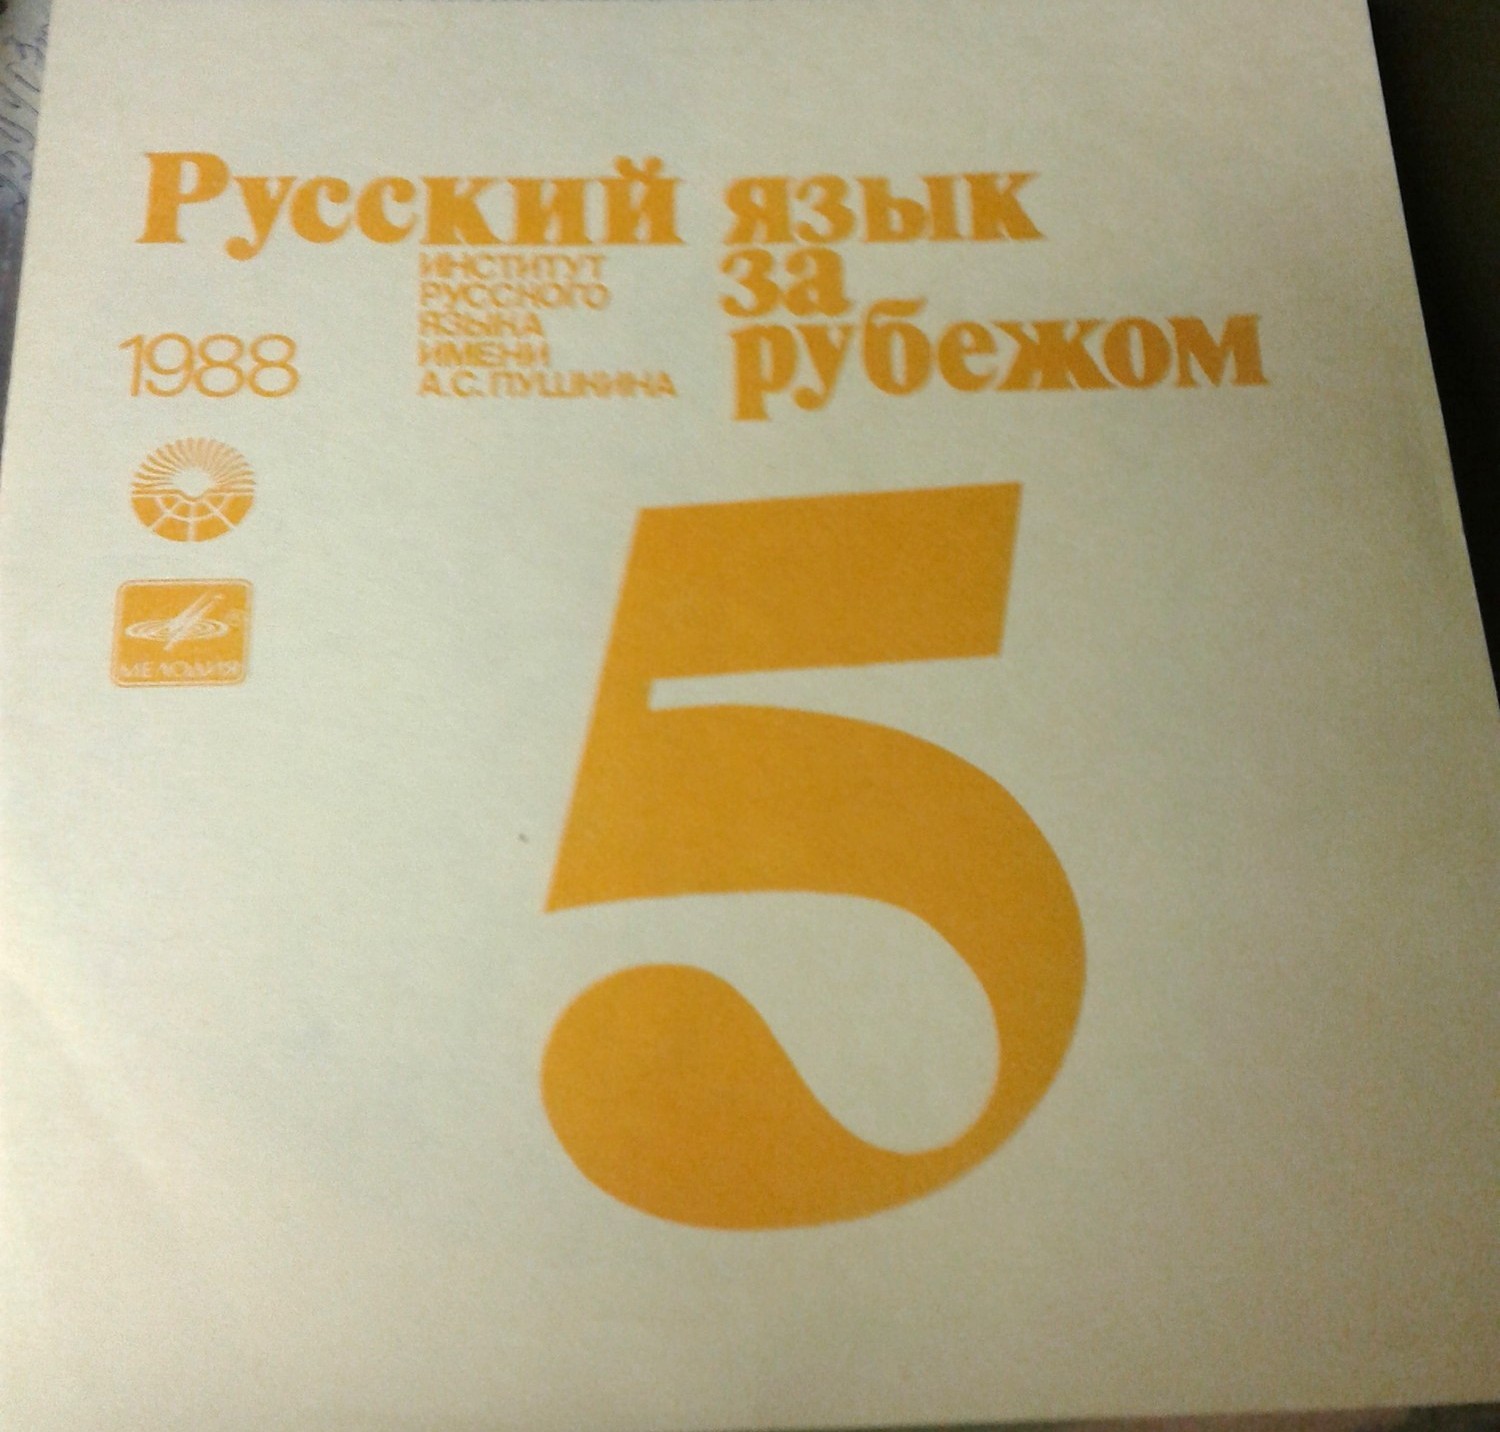 Русский язык
за
рубежом
ИНСТИТУТ
РУССКОГО
ЯЗЫКА
ИМЕНИ
А.С.ПУШКИНА
1988
МЕЛОДИЯ
5